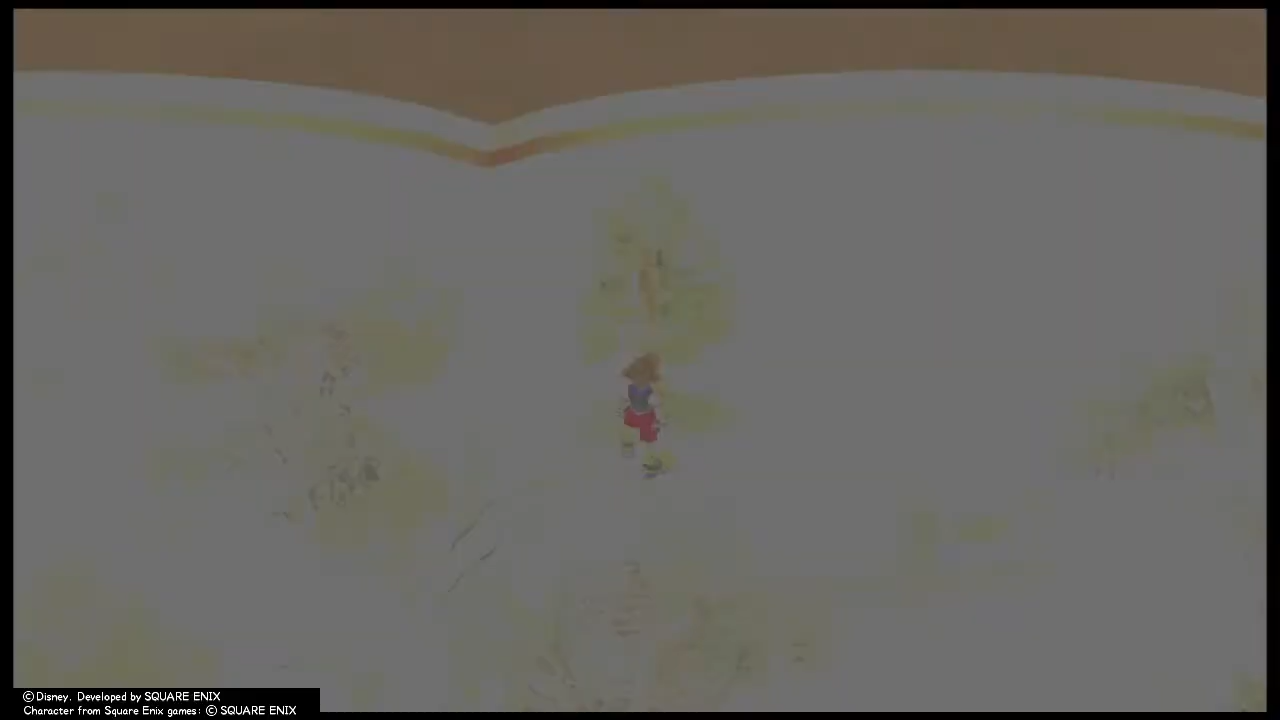 ©Disney. Developed by SQUARE ENIX
Character from Square Enix games: © SQUARE ENIX